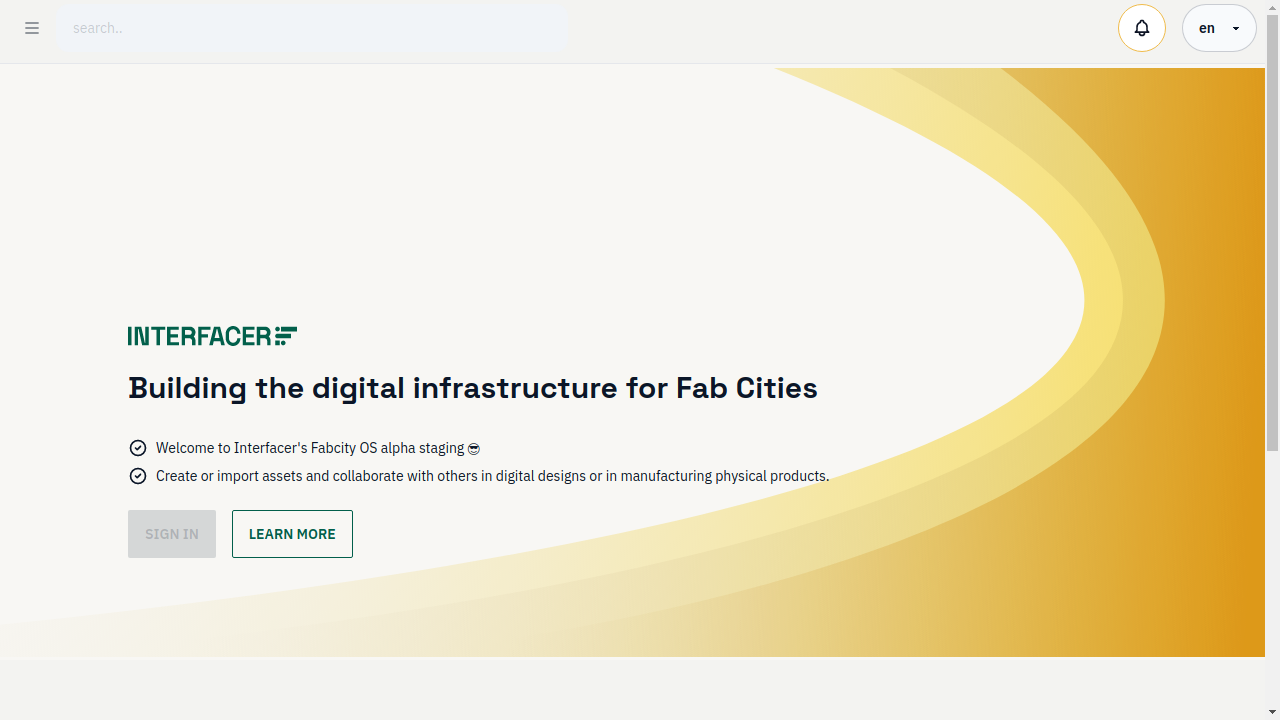 search..
en
INTERFACER
Building the digital infrastructure for Fab Cities
Welcome to Interfacer's Fabcity OS alpha staging 😎
Create or import assets and collaborate with others in digital designs or in manufacturing physical products.
SIGN IN
LEARN MORE